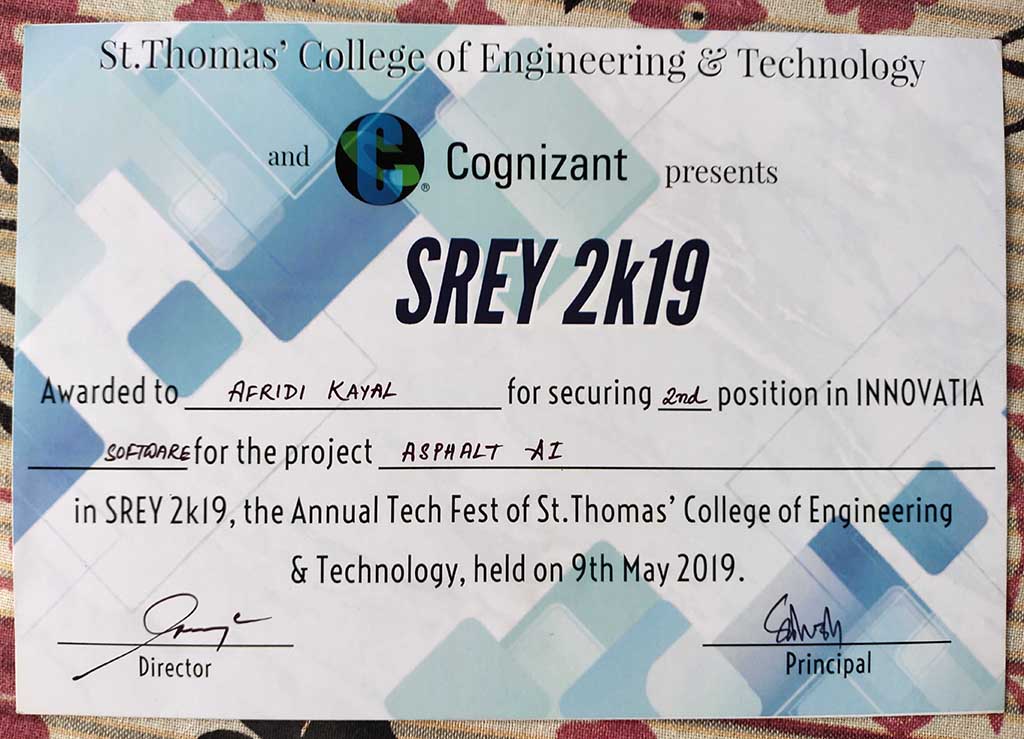 St.Thomas' College of Engineering & Technology
and Cognizant presents
SREY 2k19
Awarded to AFRIDI KAYAL for securing 2nd position in INNOVATIA
SOFTWARE for the project ASPHALT AI
in SREY 2k19, the Annual Tech Fest of St.Thomas' College of Engineering
& Technology, held on 9th May 2019.
Director Principal